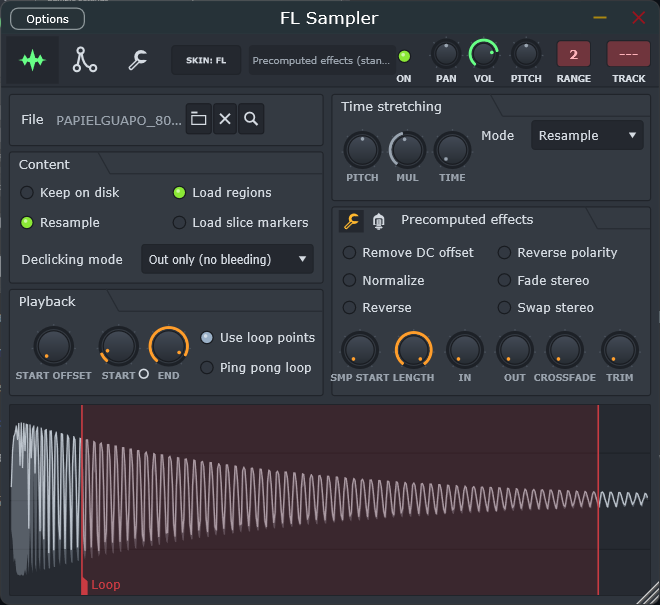 Options
FL Sampler
SKIN: FL
Precomputed effects (stan...
ON
PAN
VOL
PITCH
2
RANGE
---
TRACK
File
PAPIELGUAPO_80...
Content
Keep on disk
Load regions
Resample
Load slice markers
Declicking mode
Out only (no bleeding)
Playback
START OFFSET
START
END
Use loop points
Ping pong loop
Time stretching
PITCH
MUL
TIME
Mode
Resample
Precomputed effects
Remove DC offset
Reverse polarity
Normalize
Fade stereo
Reverse
Swap stereo
SMP START
LENGTH
IN
OUT
CROSSFADE
TRIM
Loop